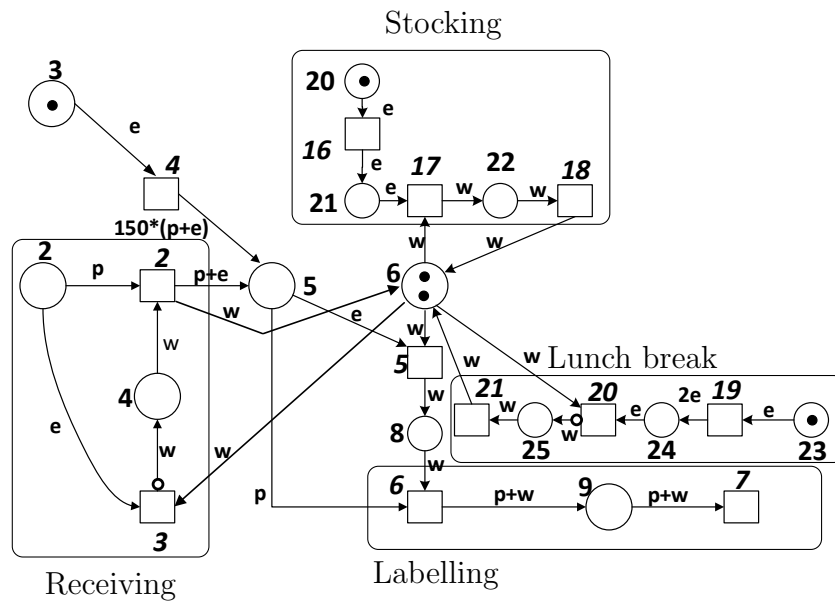 Stocking
3
20
e
e
16
17
22
18
4
e
21
e
w
w
150*(p+e)
w
w
2
p
2
p+e
5
6
w
e
w
w
Lunch break
w
5
w
21
20
2e
19
4
e
w
8
w
w
e
e
25
24
23
w
w
w
p
6
p+w
9
p+w
7
3
Receiving
Labelling